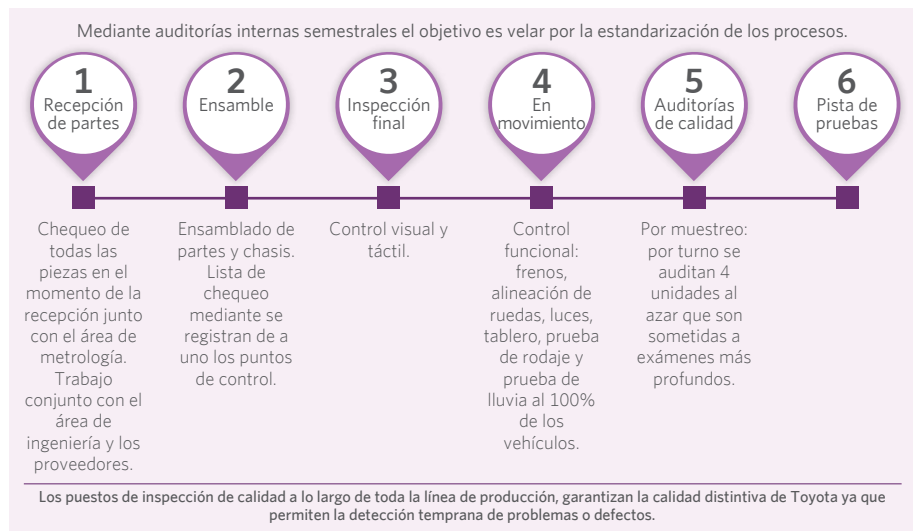 Mediante auditorías internas semestrales el objetivo es velar por la estandarización de los procesos.
1
Recepción
de partes
2
Ensamble
3
Inspección
final
4
En
movimiento
5
Auditorías
de calidad
6
Pista de
pruebas
Chequeo de
todas las
piezas en el
momento de la
recepción junto
con el área de
metrología.
Trabajo
conjunto con el
área de
ingeniería y los
proveedores.
Ensamblado de
partes y chasis.
Lista de
chequeo
mediante se
registran de a
uno los puntos
de control.
Control visual y
táctil.
Control
funcional:
frenos,
alineación de
ruedas, luces,
tablero, prueba
de rodaje y
prueba de
lluvia al 100%
de los
vehículos.
Por muestreo:
por turno se
auditan 4
unidades al
azar que son
sometidas a
exámenes más
profundos.
Los puestos de inspección de calidad a lo largo de toda la línea de producción, garantizan la calidad distintiva de Toyota ya que
permiten la detección temprana de problemas o defectos.